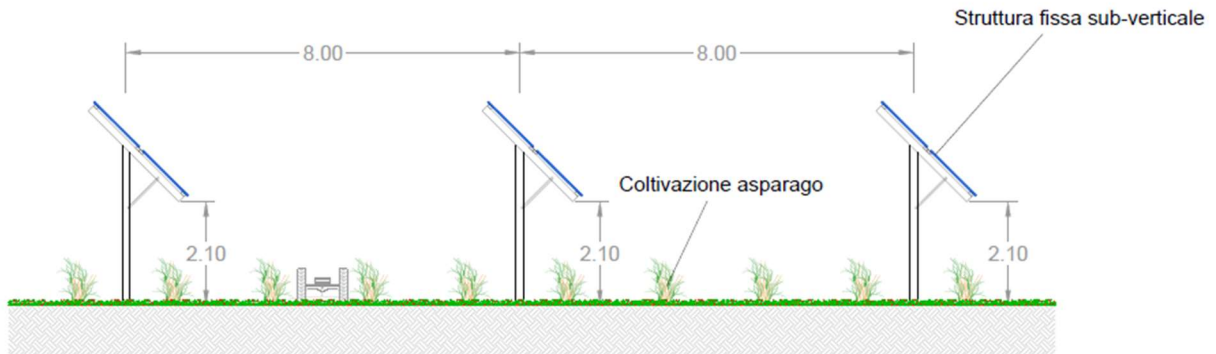 Struttura fissa sub-verticale
8.00
8.00
Coltivazione asparago
2.10
2.10
2.10